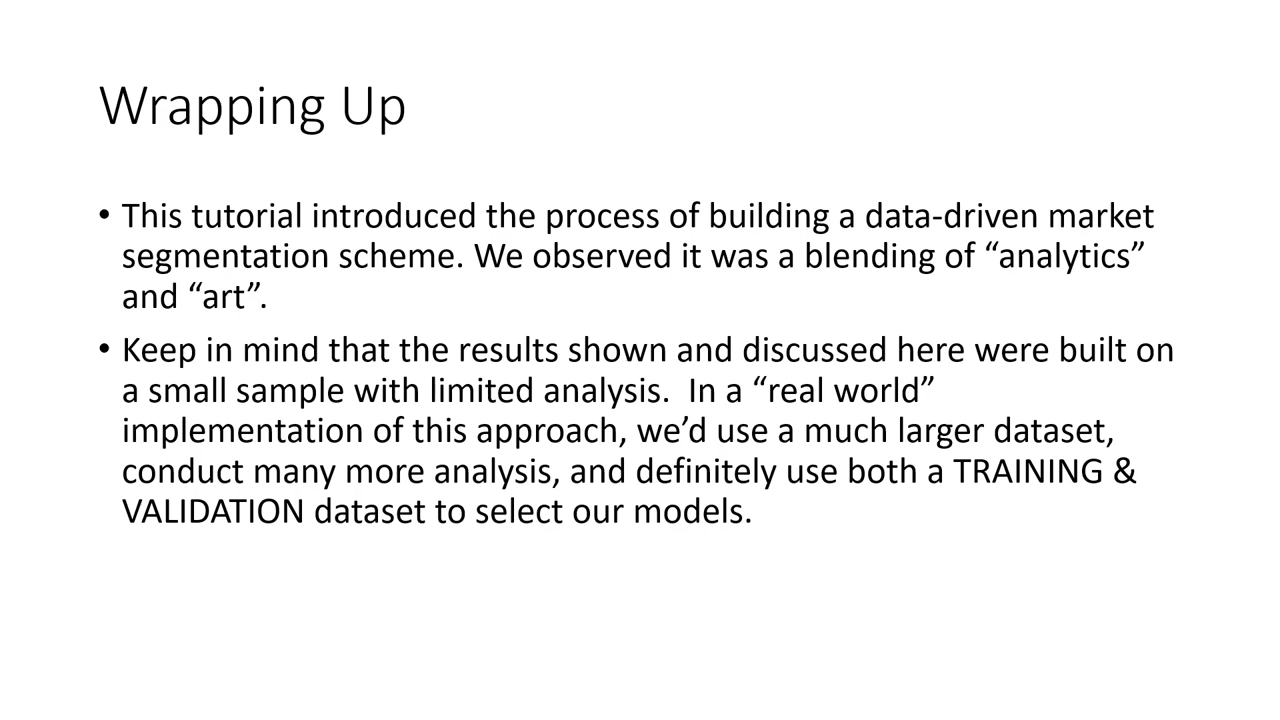 Wrapping Up
• This tutorial introduced the process of building a data-driven market
segmentation scheme. We observed it was a blending of “analytics”
and “art”.
• Keep in mind that the results shown and discussed here were built on
a small sample with limited analysis.  In a “real world”
implementation of this approach, we’d use a much larger dataset,
conduct many more analysis, and definitely use both a TRAINING &
VALIDATION dataset to select our models.